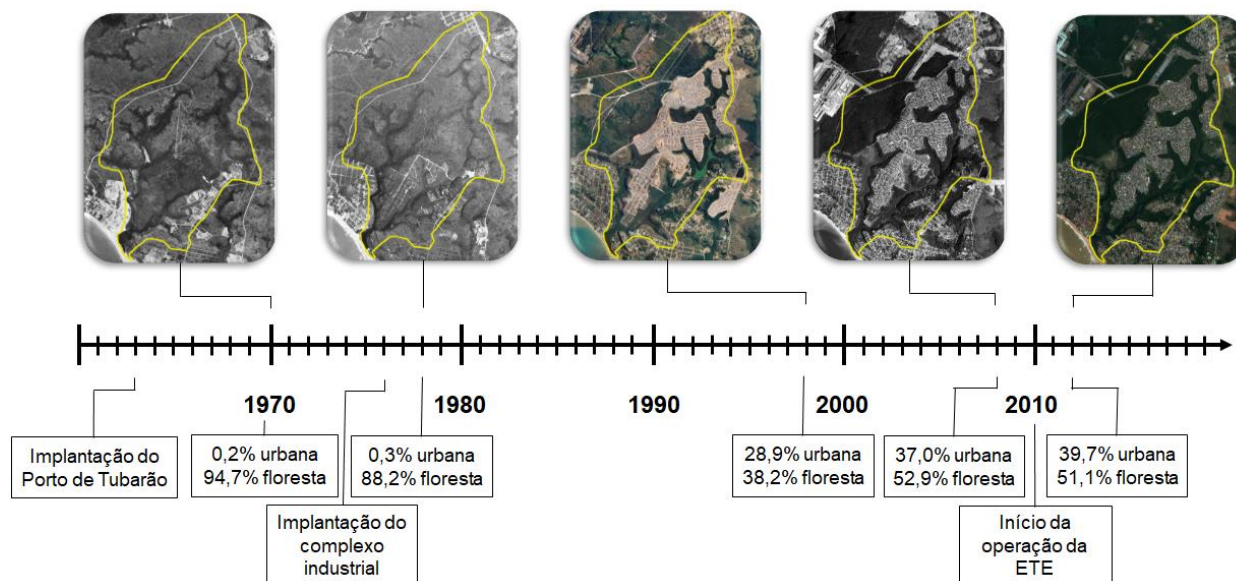 1970
1980
1990
2000
2010
Implantação do
Porto de Tubarão
0,2% urbana
94,7% floresta
Implantação do
complexo
industrial
0,3% urbana
88,2% floresta
28,9% urbana
38,2% floresta
37,0% urbana
52,9% floresta
Início da
operação da
ETE
39,7% urbana
51,1% floresta